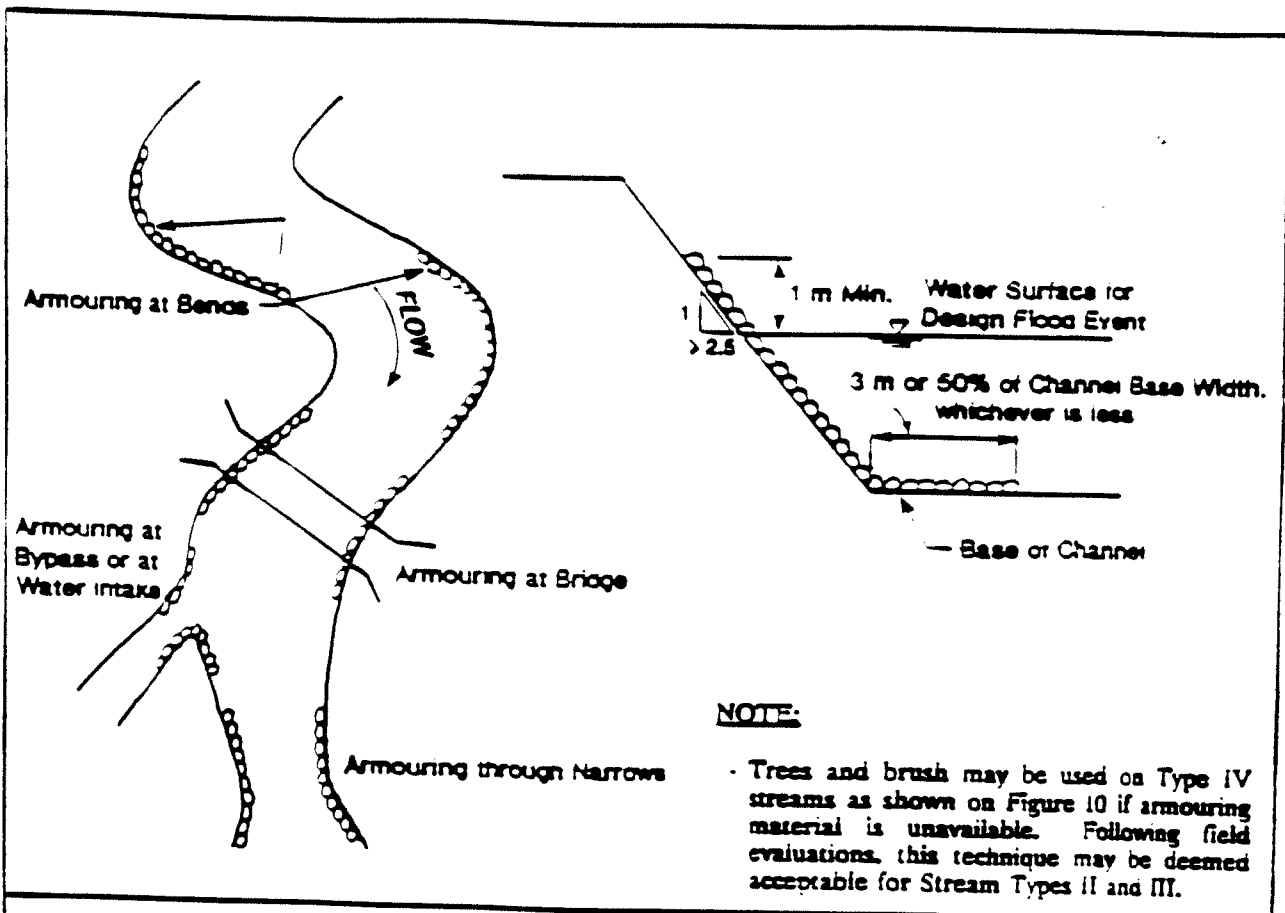 Armouring at Bends
FLOW
Armouring at
Bypass or at
Water Intake
Armouring at Bridge
Armouring through Narrows
1 m Min.
Water Surface for
Design Flood Event
1
> 2.5
3 m or 50% of Channel Base Width.
whichever is less
Base of Channel
NOTE:
- Trees and brush may be used on Type IV
streams as shown on Figure 10 if armouring
material is unavailable. Following field
evaluations, this technique may be deemed
acceptable for Stream Types II and III.